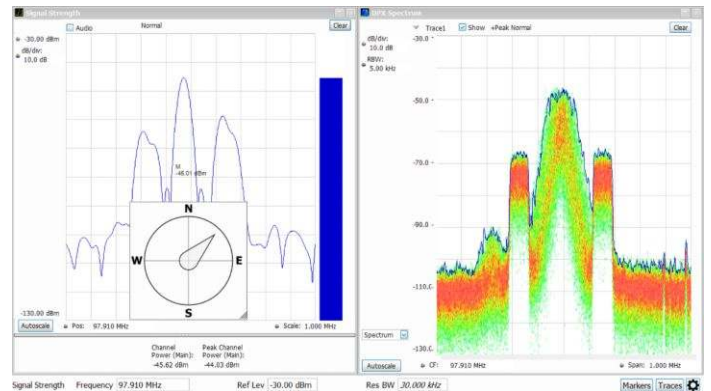 Signal Strength
Audio
Normal
Clear
-30.00 dBm
dB/div:
10.0 dB
M
-46.01 dBm
N
W
E
S
-130.00 dBm
Autoscale
Pos: 97.910 MHz
Scale: 1.000 MHz
Channel
Power (Main):
-45.62 dBm
Peak Channel
Power (Main):
-44.03 dBm
DPX Spectrum
Trace1
Show
+Peak Normal
Clear
dB/div:
10.0 dB
RBW:
5.00 kHz
-30.0
-50.0
-70.0
-90.0
-110.0
-130.0
Spectrum
Autoscale
CF: 97.910 MHz
Span: 1.000 MHz
Signal Strength
Frequency 97.910 MHz
Ref Lev -30.00 dBm
Res BW 30.000 kHz
Markers
Traces